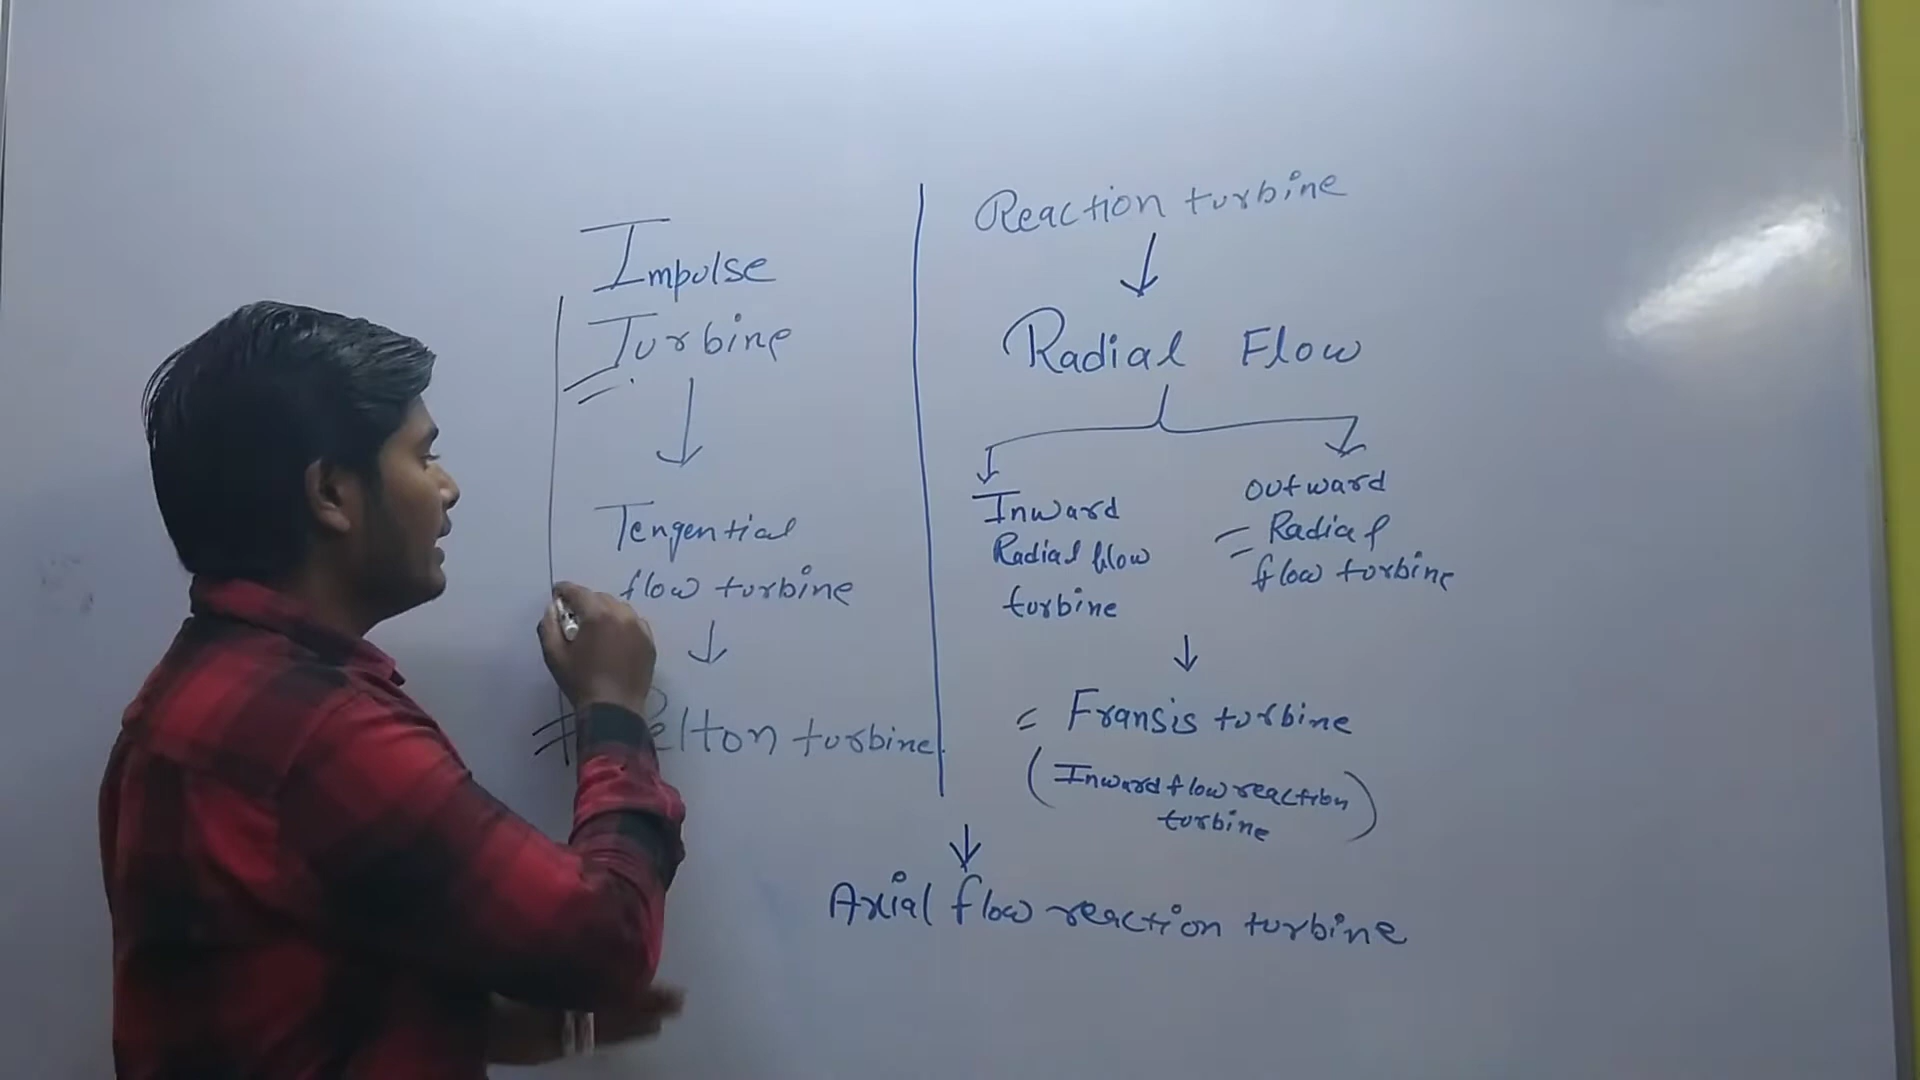 Impulse
Turbine
Tengential
flow turbine
Pelton turbine
Reaction turbine
Radial Flow
Inward
Radial flow
turbine
outward
Radial
flow turbine
Fransis turbine
(Inward flow reaction
turbine)
Axial flow reaction turbine